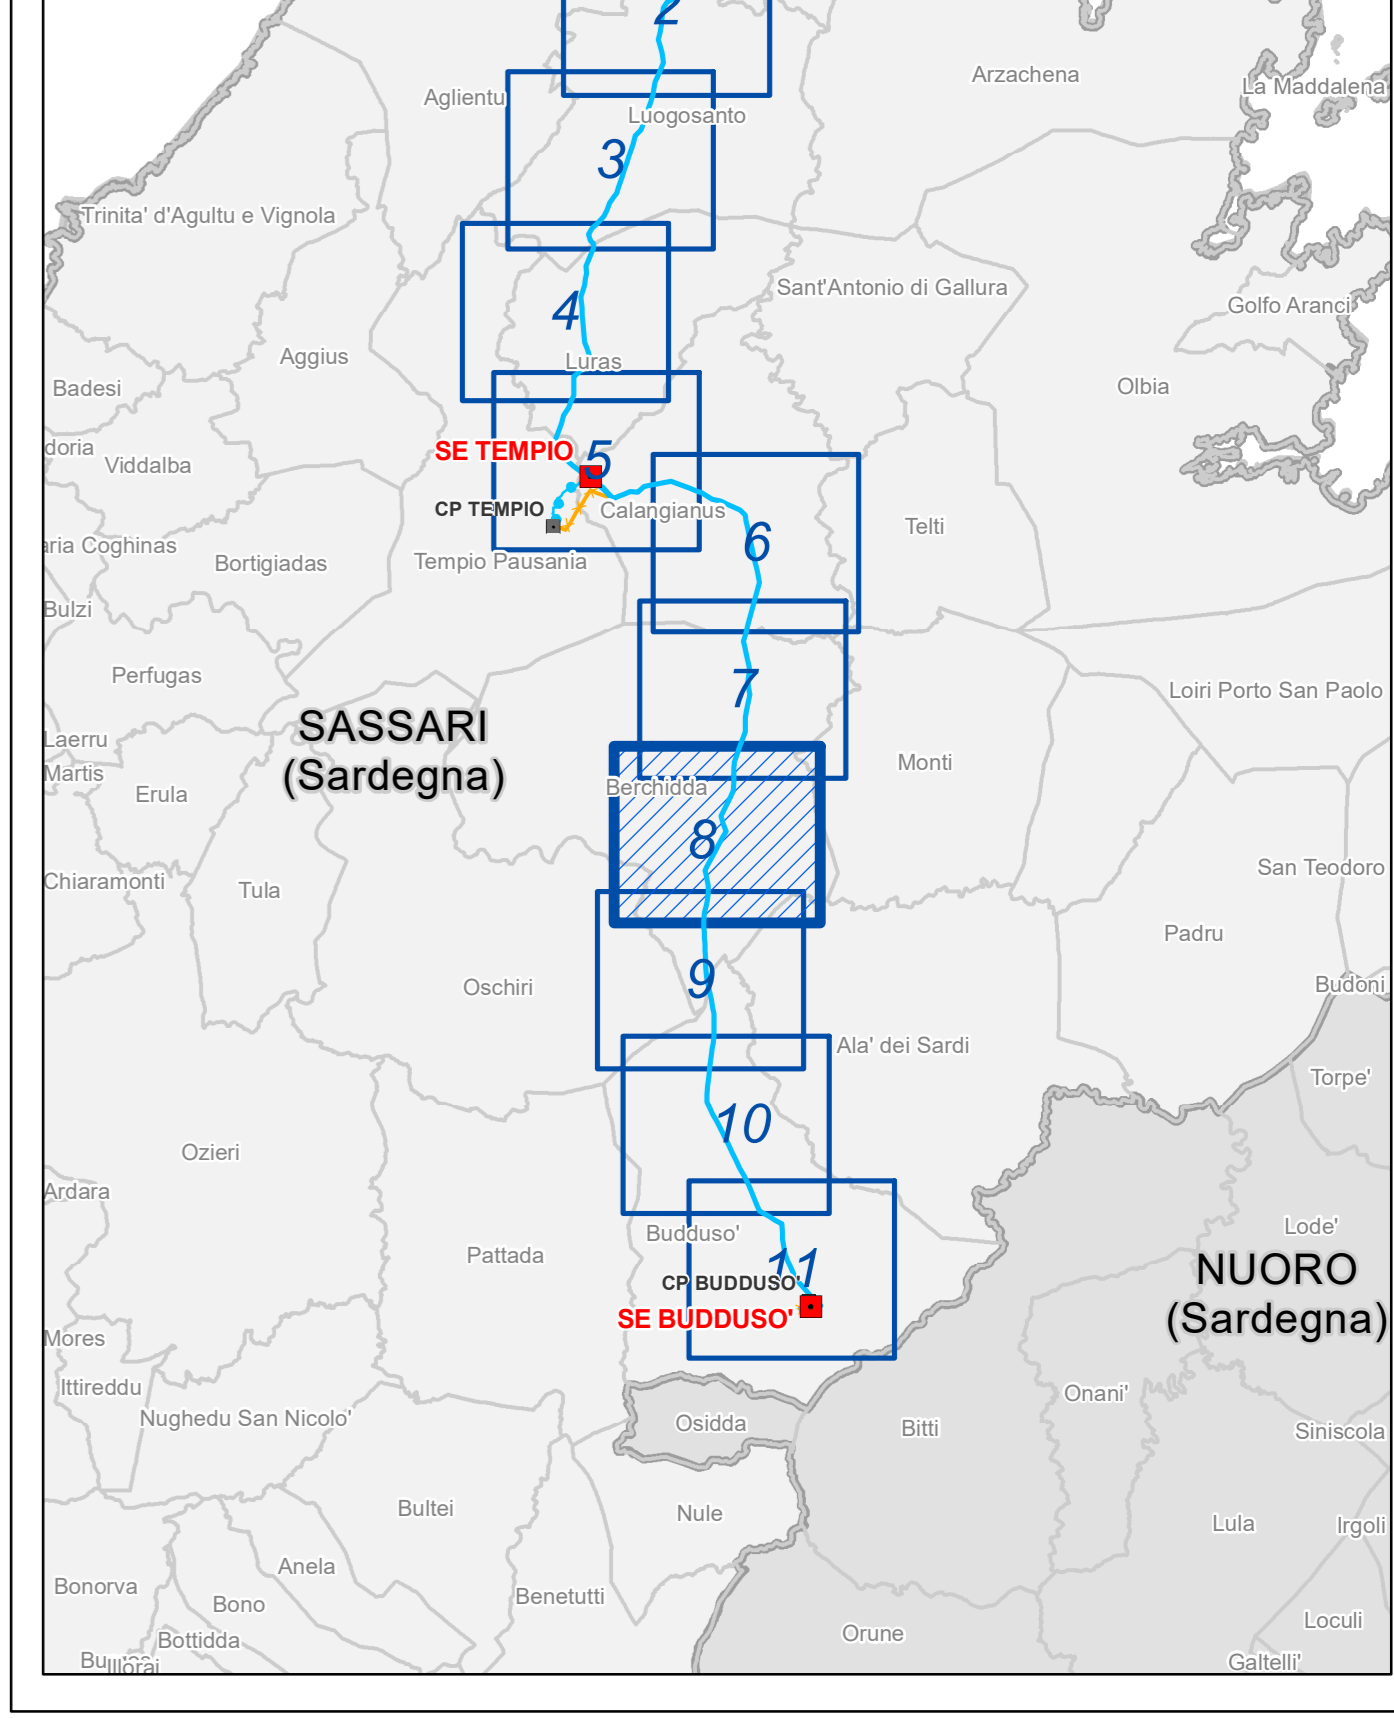 2
Arzachena
La Maddalena
Aglientu
Luogosanto
3
Trinita' d'Agultu e Vignola
Sant'Antonio di Gallura
Golfo Aranci
4
Aggius
Luras
Badesi
Olbia
doria
Viddalba
SE TEMPIO
5
CP TEMPIO
Calangianus
Telti
aria Coghinas
Bortigiadas
Tempio Pausania
6
Bulzi
Perfugas
7
Loiri Porto San Paolo
SASSARI
(Sardegna)
Laerru
Martis
Erula
Monti
Berchidda
8
Chiaramonti
Tula
San Teodoro
Padru
Oschiri
9
Budoni
Ala' dei Sardi
Torpe'
10
Ozieri
Ardara
Budduso'
Lode'
Pattada
11
CP BUDDUSO'
SE BUDDUSO'
NUORO
(Sardegna)
Mores
Ittireddu
Nughedu San Nicolo'
Osidda
Onani'
Bitti
Siniscola
Bultei
Nule
Lula
Irgoli
Anela
Bonorva
Bono
Benetutti
Loculi
Bottidda
Orune
Illorai
Galtelli'